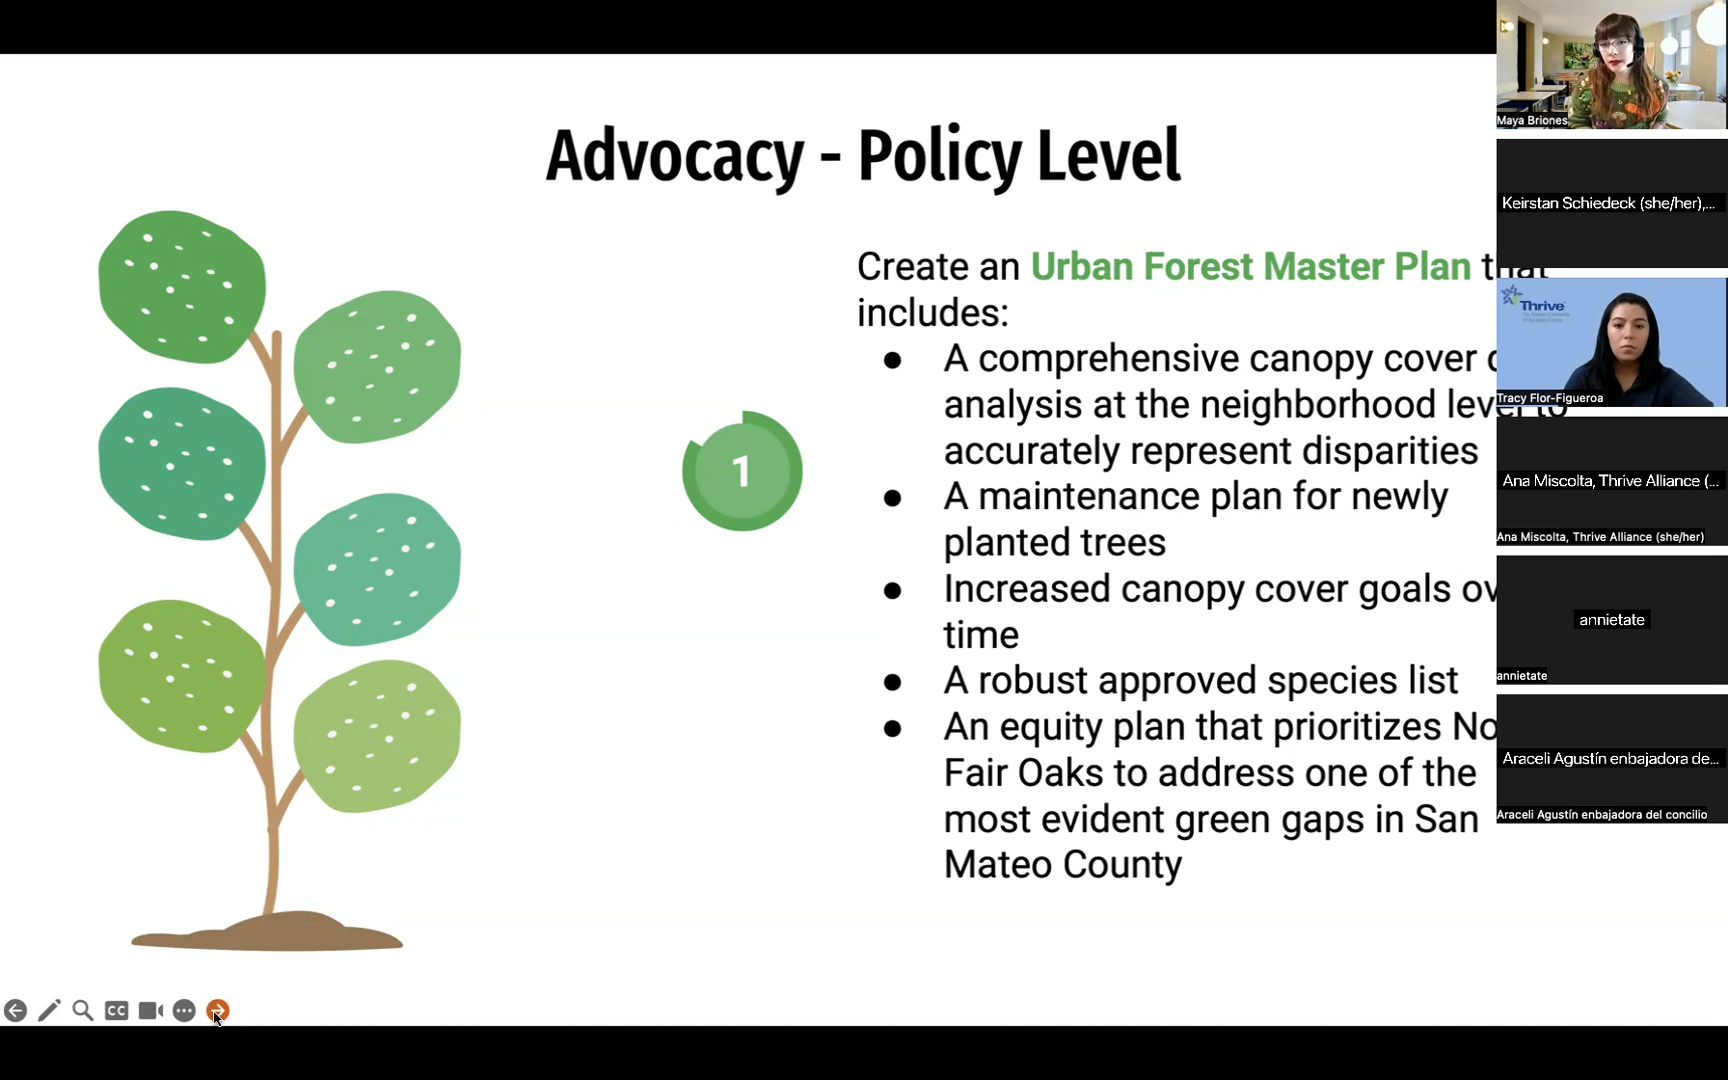 Advocacy - Policy Level
Create an Urban Forest Master Plan that
includes:
● A comprehensive canopy cover
analysis at the neighborhood level to
accurately represent disparities
● A maintenance plan for newly
planted trees
● Increased canopy cover goals
time
● A robust approved species list
● An equity plan that prioritizes
Fair Oaks to address one of the
most evident green gaps in San
Mateo County
1
CC
Maya Briones
Keirstan Schiedeck (she/her),...
Thrive
Tracy Flor-Figueroa
Ana Miscolta, Thrive Alliance (...
Ana Miscolta, Thrive Alliance (she/her)
annietate
annietate
Araceli Agustín enbajadora de...
Araceli Agustín enbajadora del concilio